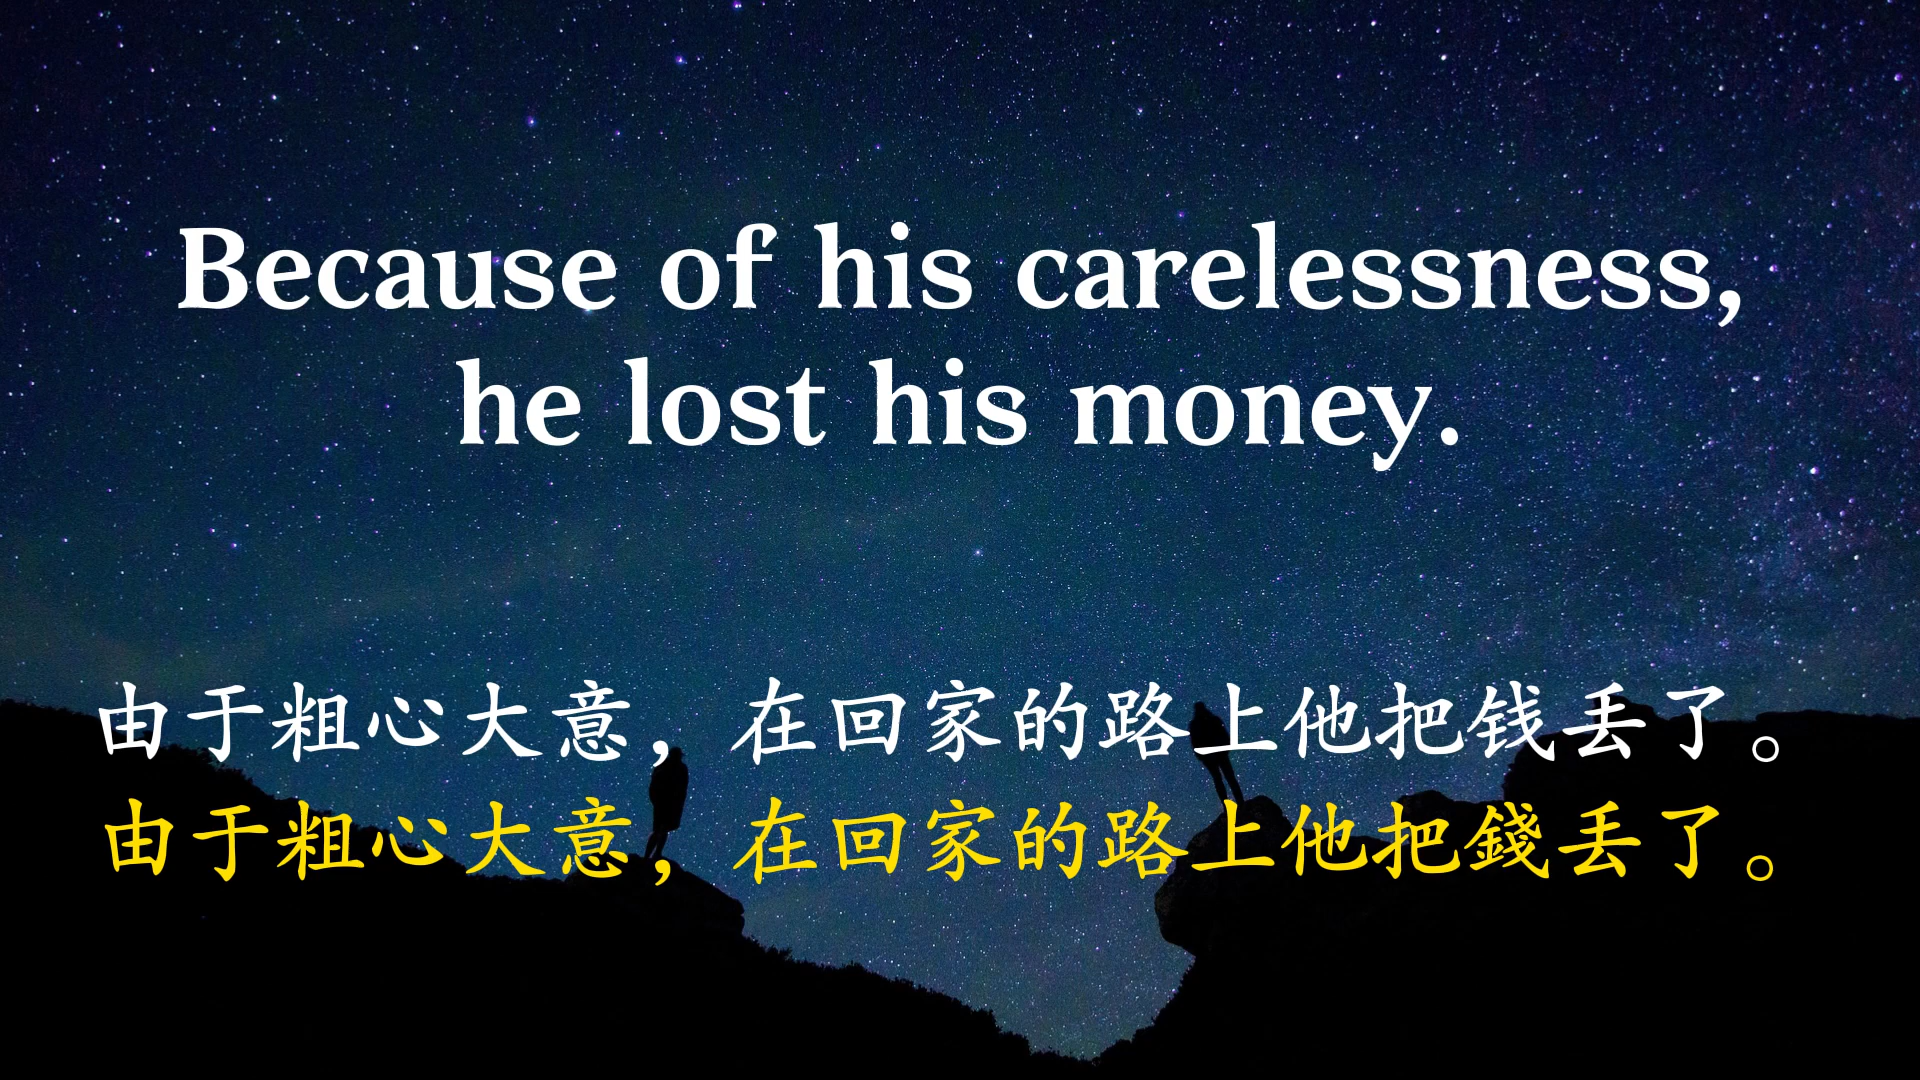 Because of his carelessness,
he lost his money.
由于粗心大意，在回家的路上他把钱丢了。
由于粗心大意，在回家的路上他把錢丟了。